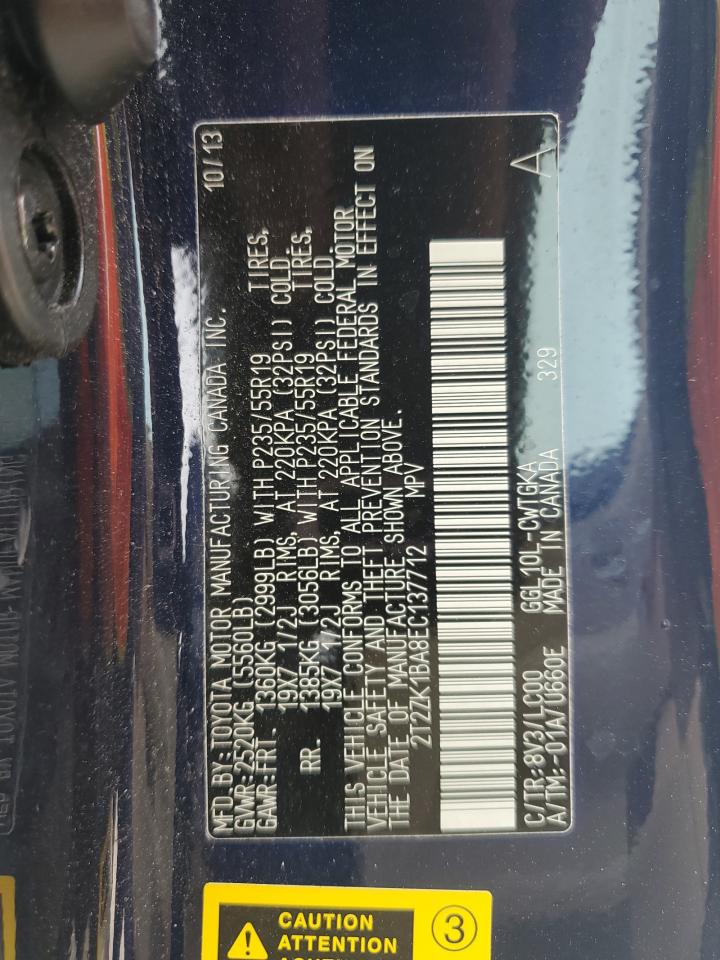 MFD.BY:TOYOTA MOTOR MANUFACTURING CANADA INC. 10/13
GVWR:2520KG (5560LB)
GAWR:FRT. 1360KG (2999LB) WITH P235/55R19 TIRES,
19X7 1/2J RIMS, AT 220KPA (32PSI) COLD.
RR. 1385KG (3056LB) WITH P235/55R19 TIRES,
19X7 1/2J RIMS, AT 220KPA (32PSI) COLD.
THIS VEHICLE CONFORMS TO ALL APPLICABLE FEDERAL MOTOR
VEHICLE SAFETY AND THEFT PREVENTION STANDARDS IN EFFECT ON
THE DATE OF MANUFACTURE SHOWN ABOVE.
2T2ZK1BA8EC137712 MPV
A
C/TR:8V3/LC00 GGL10L-CWTGKA
A/TM:-01A/U660E MADE IN CANADA 329
CAUTION
ATTENTION
3